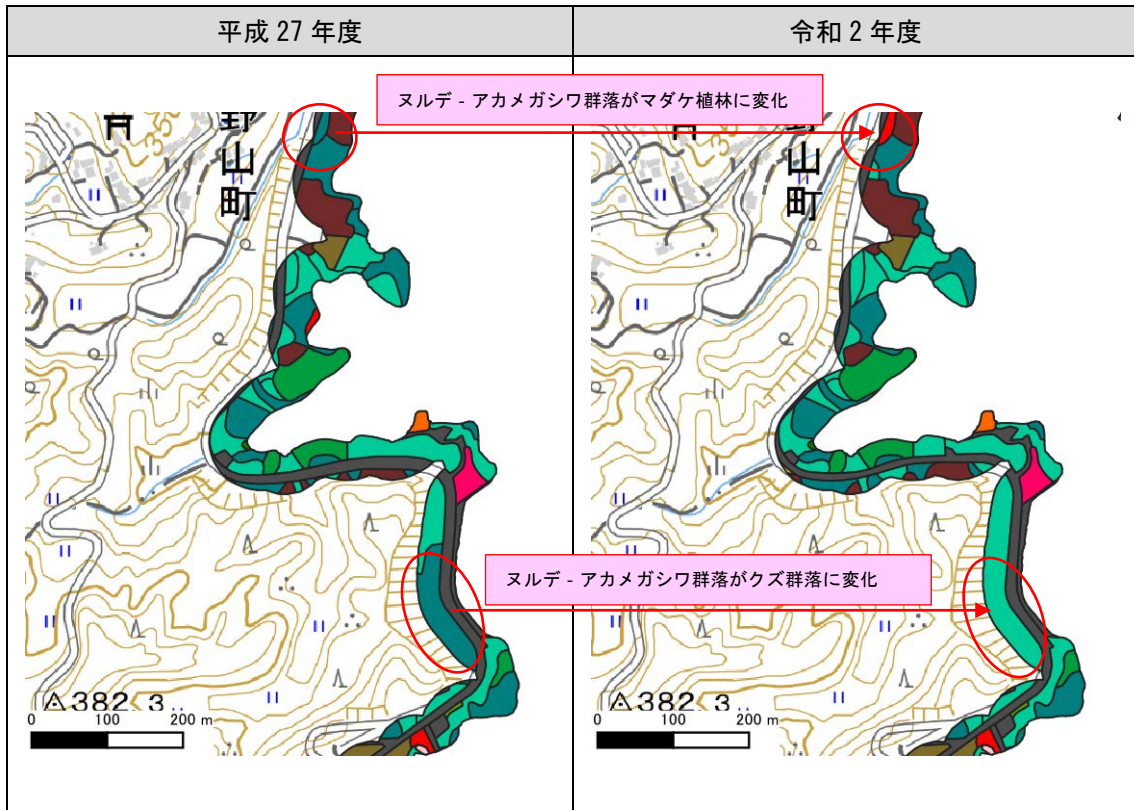 平成 27 年度
令和 2 年度
ヌルデ - アカメガシワ群落がマダケ植林に変化
野山町
山町
ヌルデ - アカメガシワ群落がクズ群落に変化
382 3
382 3
0 100 200 m
0 100 200 m